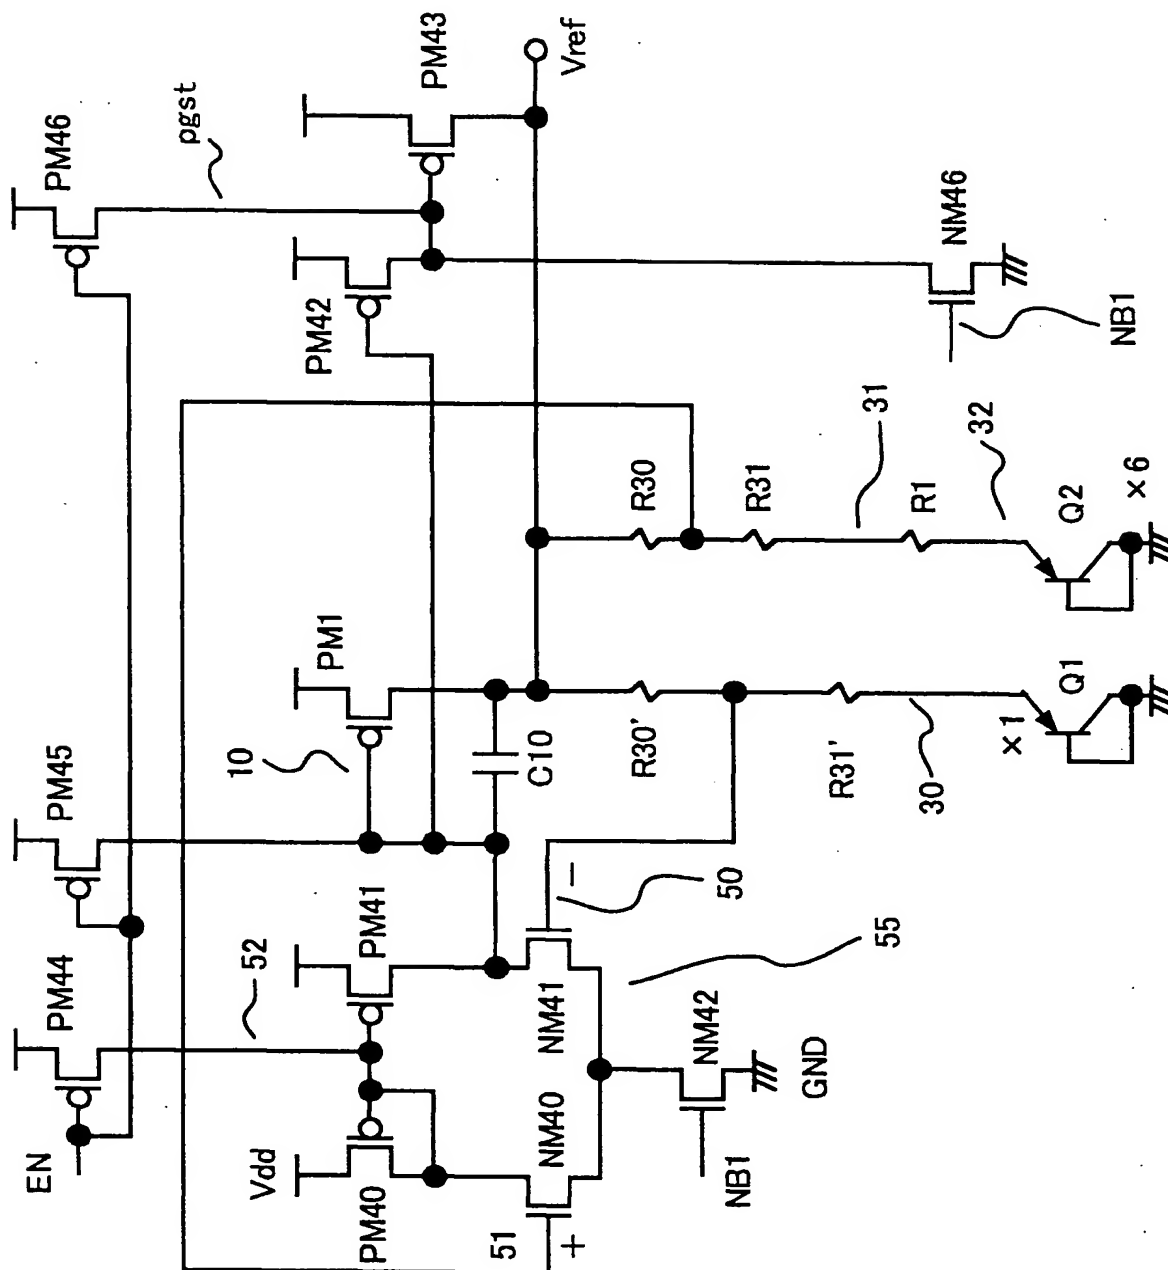 EN
PM44
PM45
PM46
pgst
52
10
PM1
PM42
PM43
Vref
Vdd
PM40
PM41
C10
R30'
R30
R31
31
R1
32
Q2
×6
51
+
NM40
NM41
−
50
55
R31'
30
×1
Q1
NB1
NM42
GND
NM46
NB1